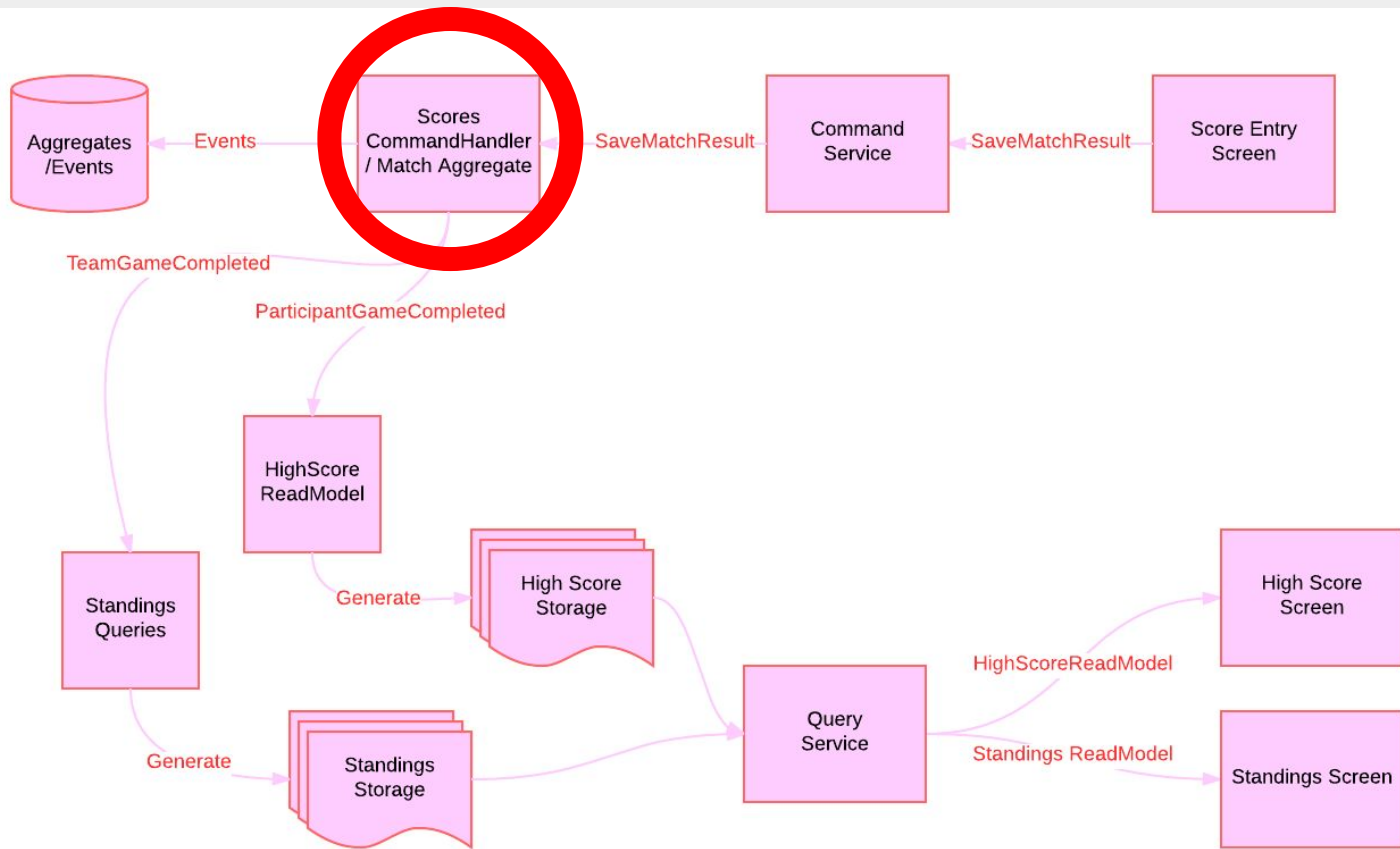 Aggregates
/Events
Events
Scores
CommandHandler
/ Match Aggregate
SaveMatchResult
Command
Service
SaveMatchResult
Score Entry
Screen
TeamGameCompleted
ParticipantGameCompleted
HighScore
ReadModel
Standings
Queries
Generate
High Score
Storage
High Score
Screen
HighScoreReadModel
Query
Service
Generate
Standings
Storage
Standings ReadModel
Standings Screen